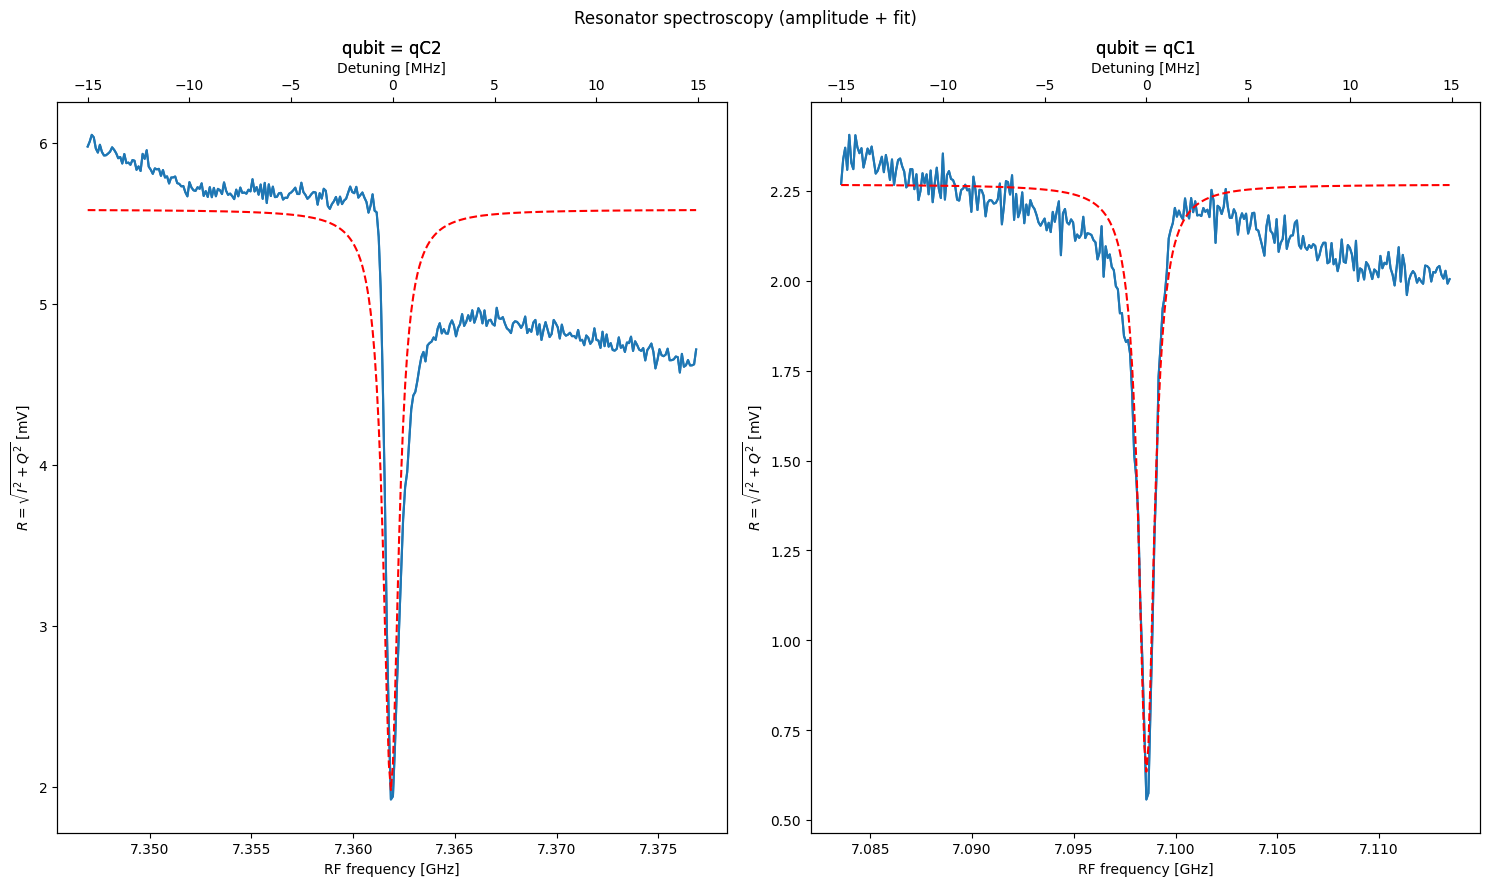 Resonator spectroscopy (amplitude + fit)
qubit = qC2
Detuning [MHz]
−15 −10 −5 0 5 10 15
6
5
4
3
2
R = √I² + Q² [mV]
7.350 7.355 7.360 7.365 7.370 7.375
RF frequency [GHz]
qubit = qC1
Detuning [MHz]
−15 −10 −5 0 5 10 15
2.25
2.00
1.75
1.50
1.25
1.00
0.75
0.50
R = √I² + Q² [mV]
7.085 7.090 7.095 7.100 7.105 7.110
RF frequency [GHz]